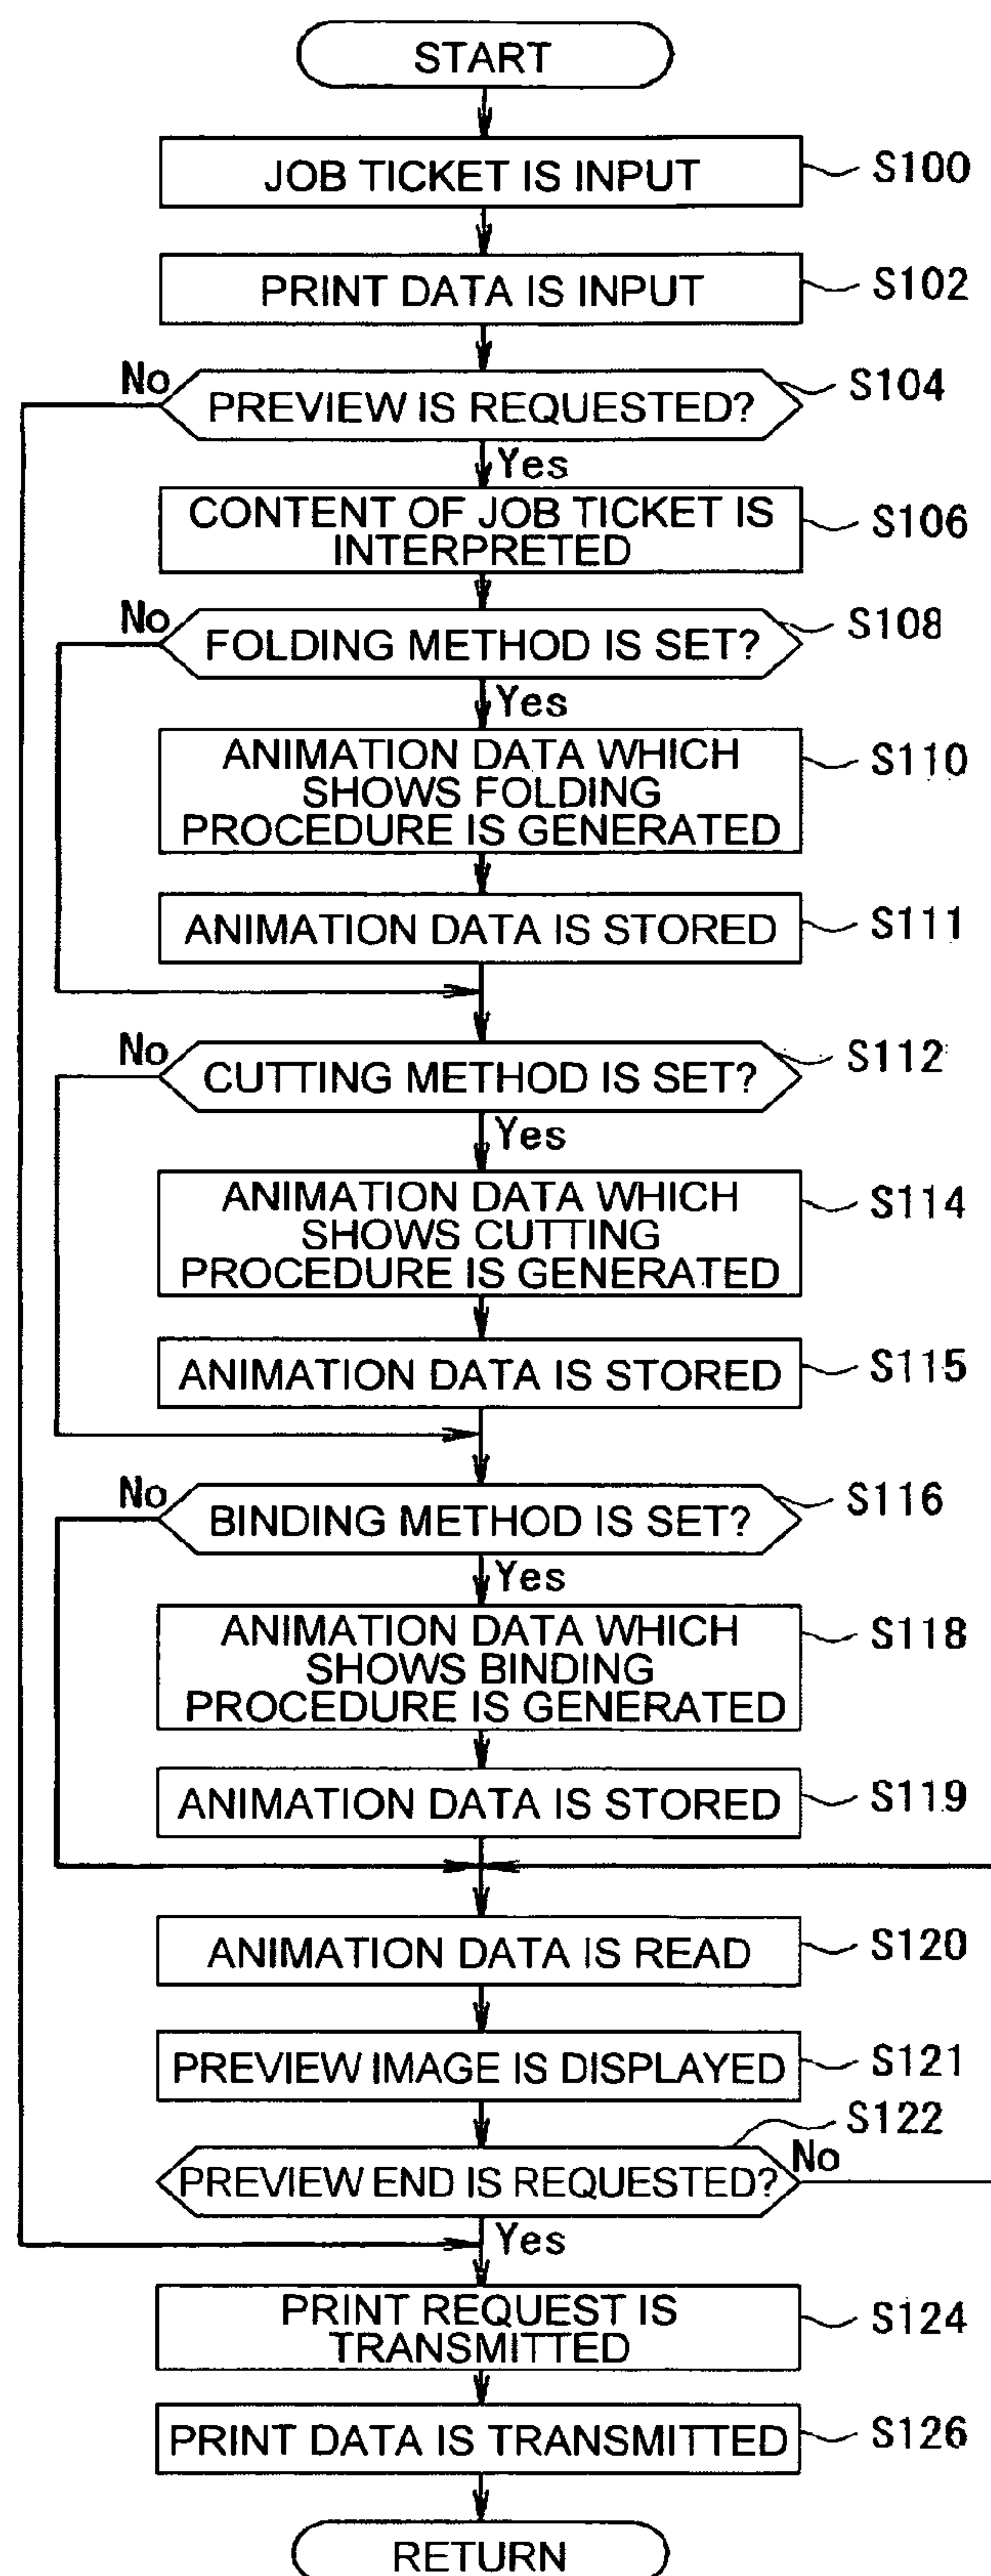 START
JOB TICKET IS INPUT
S100
PRINT DATA IS INPUT
S102
No
PREVIEW IS REQUESTED?
S104
Yes
CONTENT OF JOB TICKET IS
INTERPRETED
S106
No
FOLDING METHOD IS SET?
S108
Yes
ANIMATION DATA WHICH
SHOWS FOLDING
PROCEDURE IS GENERATED
S110
ANIMATION DATA IS STORED
S111
No
CUTTING METHOD IS SET?
S112
Yes
ANIMATION DATA WHICH
SHOWS CUTTING
PROCEDURE IS GENERATED
S114
ANIMATION DATA IS STORED
S115
No
BINDING METHOD IS SET?
S116
Yes
ANIMATION DATA WHICH
SHOWS BINDING
PROCEDURE IS GENERATED
S118
ANIMATION DATA IS STORED
S119
ANIMATION DATA IS READ
S120
PREVIEW IMAGE IS DISPLAYED
S121
S122
PREVIEW END IS REQUESTED?
No
Yes
PRINT REQUEST IS
TRANSMITTED
S124
PRINT DATA IS TRANSMITTED
S126
RETURN